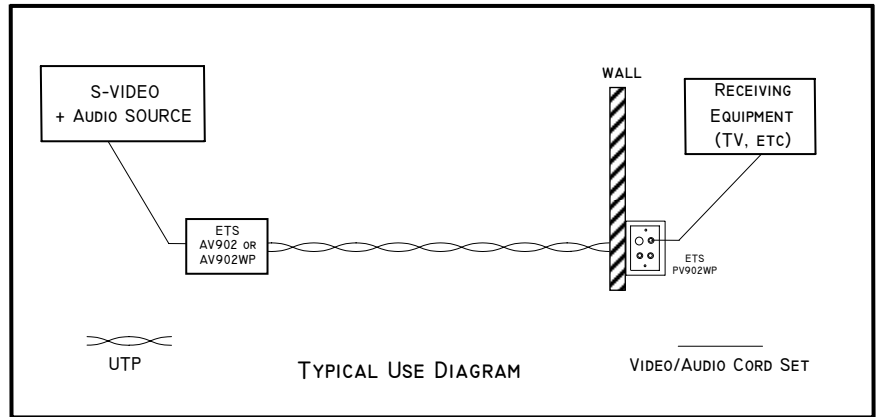 S-VIDEO
+ AUDIO SOURCE
WALL
RECEIVING
EQUIPMENT
(TV, ETC)
ETS
AV902 OR
AV902WP
ETS
PV902WP
UTP
TYPICAL USE DIAGRAM
VIDEO/AUDIO CORD SET